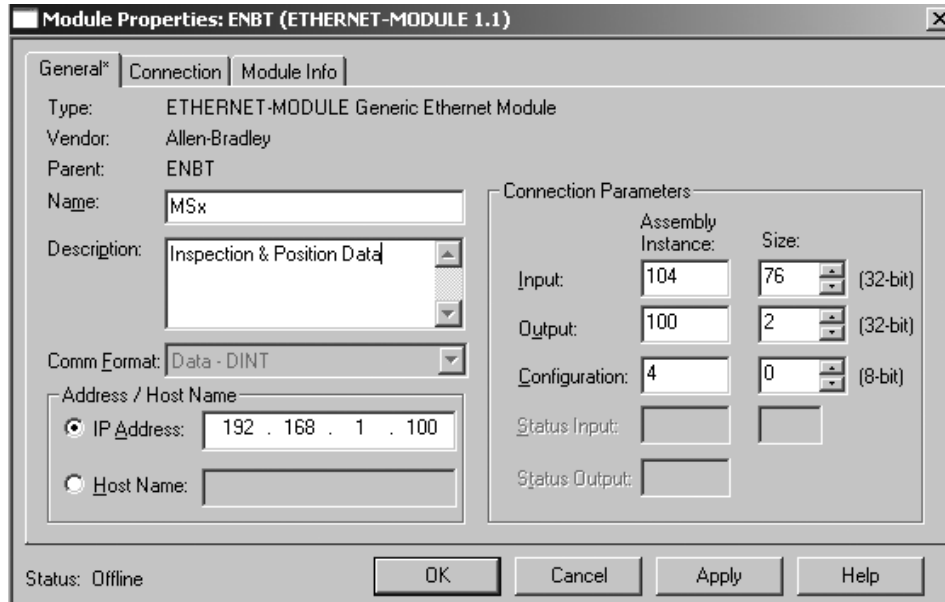 Module Properties: ENBT (ETHERNET-MODULE 1.1)
General* Connection Module Info
Type: ETHERNET-MODULE Generic Ethernet Module
Vendor: Allen-Bradley
Parent: ENBT
Name: MSx
Description: Inspection & Position Data
Comm Format: Data - DINT
Address / Host Name
IP Address: 192 . 168 . 1 . 100
Host Name:
Connection Parameters
Assembly Instance: Size:
Input: 104 76 (32-bit)
Output: 100 2 (32-bit)
Configuration: 4 0 (8-bit)
Status Input:
Status Output:
Status: Offline
OK Cancel Apply Help